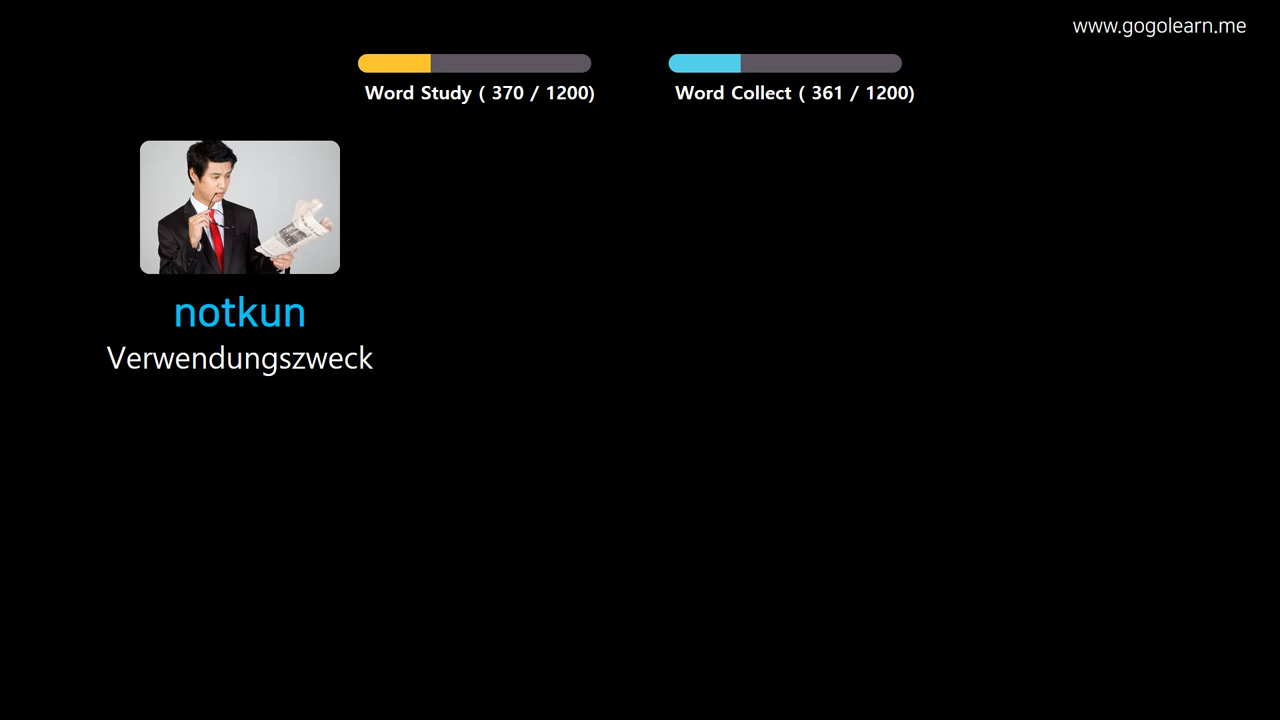 www.gogolearn.me
Word Study ( 370 / 1200)
Word Collect ( 361 / 1200)
notkun
Verwendungszweck